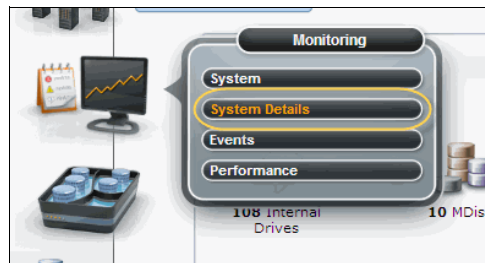 Monitoring
System
System Details
Events
Performance
108 Internal
Drives
10 MDis